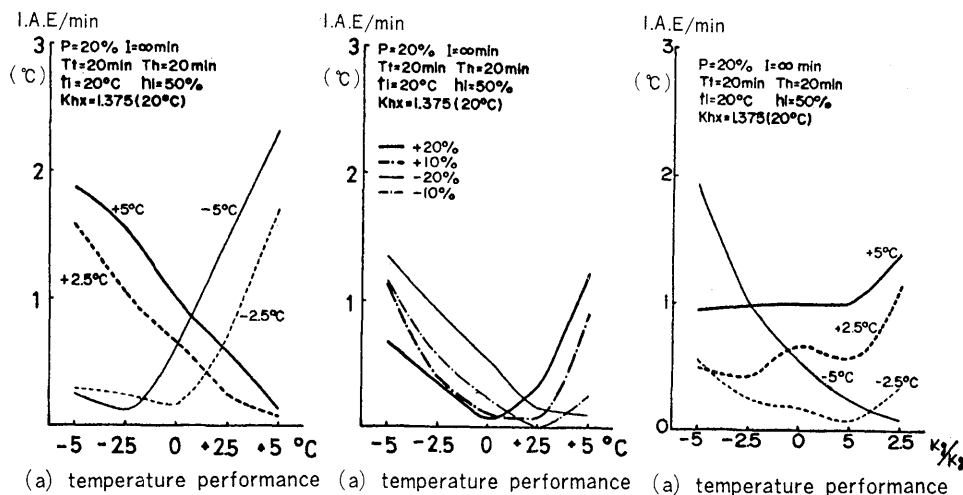 I.A.E/min
3
(℃)
2
1
P=20% I=∞min
Tt=20min Th=20min
ti=20°C hi=50%
Khx=1.375(20°C)
+5°C
-5°C
+2.5°C
-2.5°C
-5 -2.5 0 +2.5 +5 °C
(a) temperature performance
I.A.E/min
3
(℃)
2
1
P=20% I=∞min
Tt=20min Th=20min
ti=20°C hi=50%
Khx=1.375(20°C)
+20%
+10%
-20%
-10%
-5 -2.5 0 +2.5 +5 °C
(a) temperature performance
I.A.E/min
3
(℃)
2
1
0
P=20% I=∞min
Tt=20min Th=20min
ti=20°C hi=50%
Khx=1.375(20°C)
+5°C
+2.5°C
-5°C
-2.5°C
-5 -2.5 0 5 2.5 Kg/Kg
(a) temperature performance